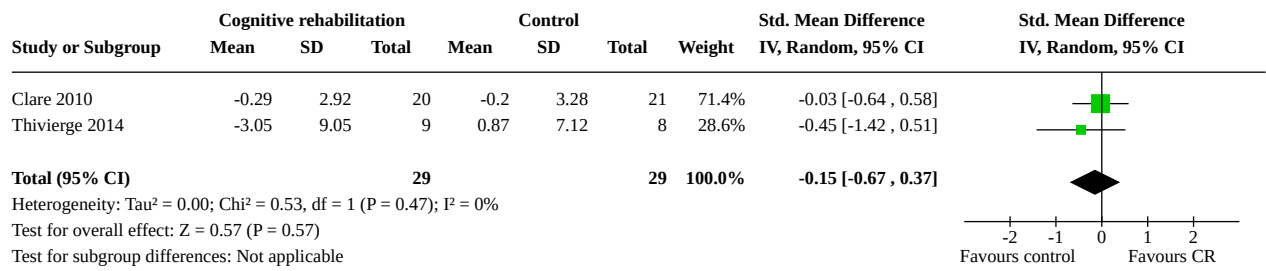 Cognitive rehabilitation Control Std. Mean Difference Std. Mean Difference
Study or Subgroup Mean SD Total Mean SD Total Weight IV, Random, 95% CI IV, Random, 95% CI
Clare 2010 -0.29 2.92 20 -0.2 3.28 21 71.4% -0.03 [-0.64 , 0.58]
Thivierge 2014 -3.05 9.05 9 0.87 7.12 8 28.6% -0.45 [-1.42 , 0.51]
Total (95% CI) 29 29 100.0% -0.15 [-0.67 , 0.37]
Heterogeneity: Tau² = 0.00; Chi² = 0.53, df = 1 (P = 0.47); I² = 0%
Test for overall effect: Z = 0.57 (P = 0.57)
-2 -1 0 1 2
Test for subgroup differences: Not applicable
Favours control Favours CR